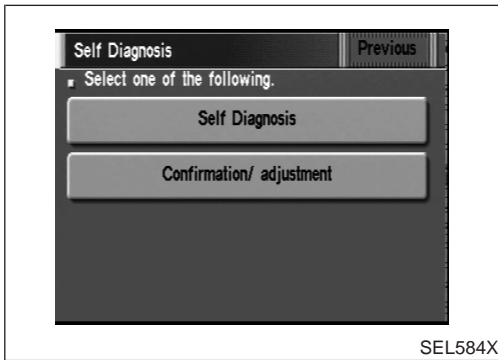 Self Diagnosis
Previous
Select one of the following.
Self Diagnosis
Confirmation/ adjustment
SEL584X